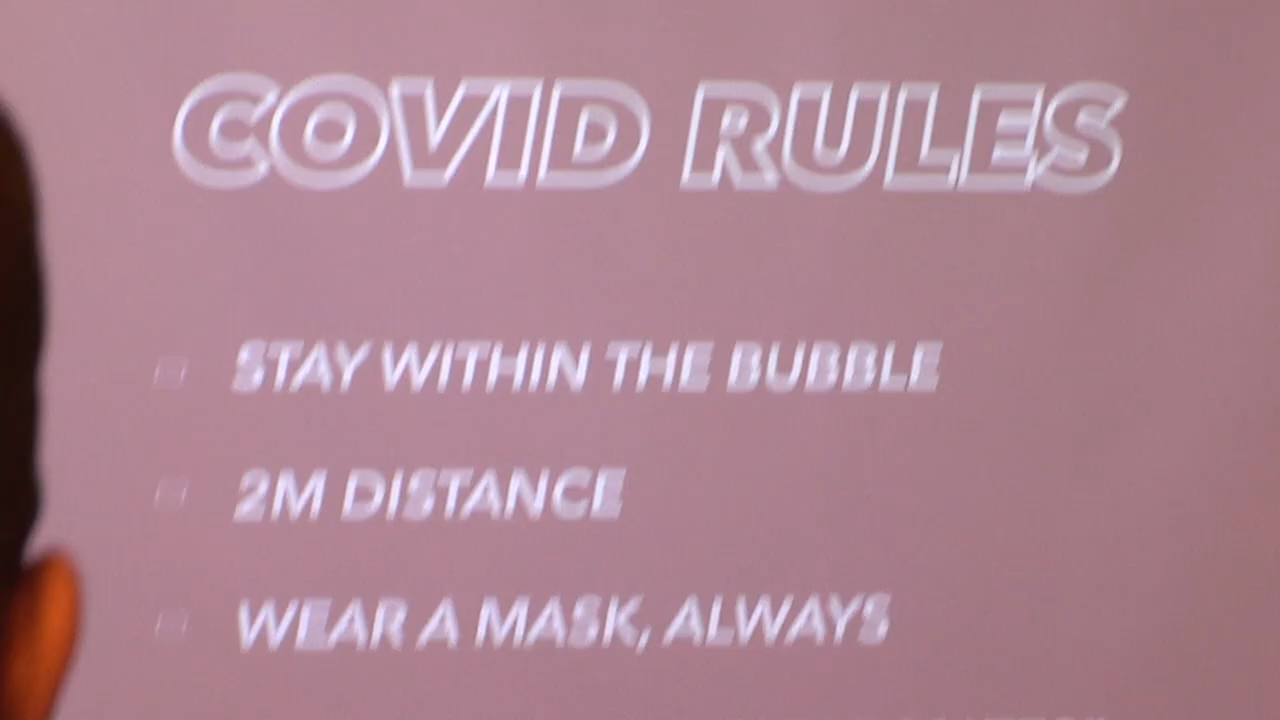 COVID RULES
STAY WITHIN THE BUBBLE
2M DISTANCE
WEAR A MASK, ALWAYS